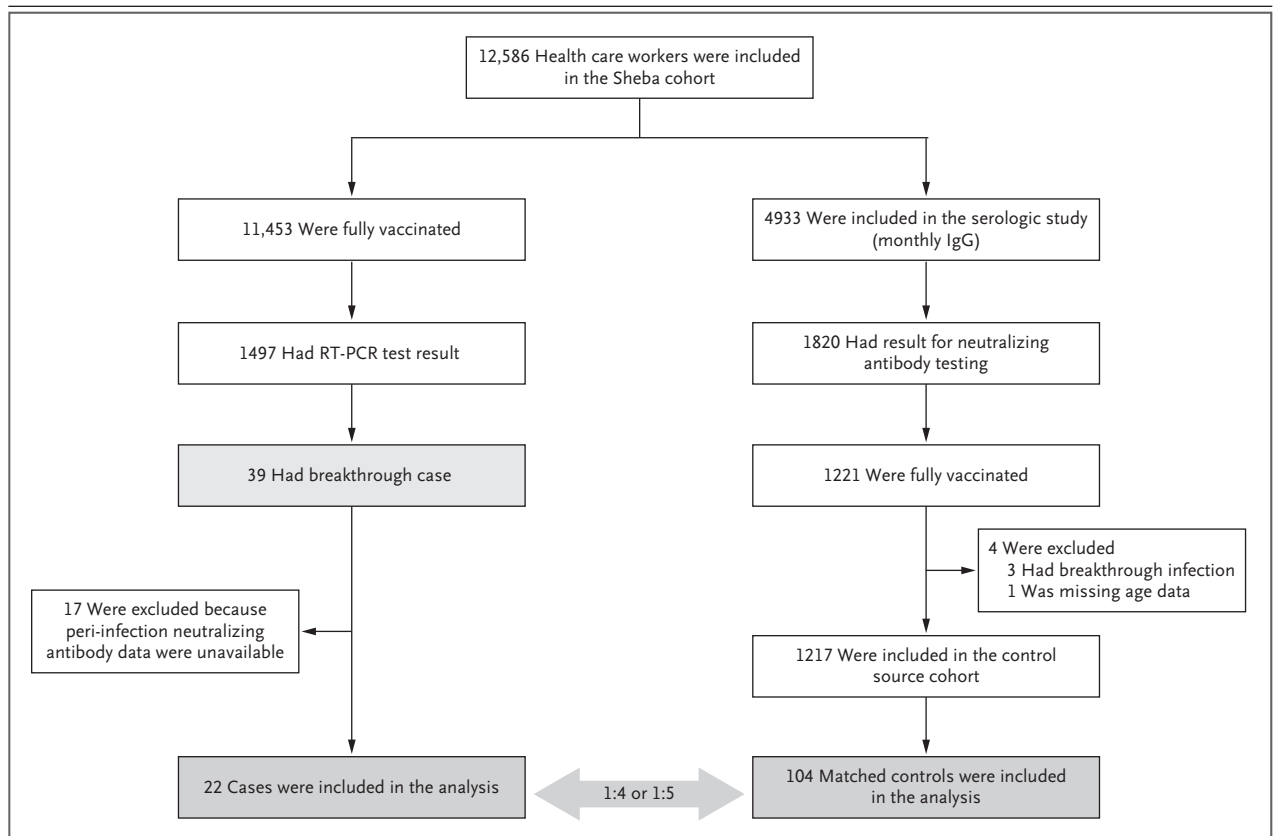 12,586 Health care workers were included
in the Sheba cohort
11,453 Were fully vaccinated
4933 Were included in the serologic study
(monthly IgG)
1497 Had RT-PCR test result
1820 Had result for neutralizing
antibody testing
39 Had breakthrough case
1221 Were fully vaccinated
4 Were excluded
3 Had breakthrough infection
1 Was missing age data
17 Were excluded because
peri-infection neutralizing
antibody data were unavailable
1217 Were included in the control
source cohort
22 Cases were included in the analysis
1:4 or 1:5
104 Matched controls were included
in the analysis